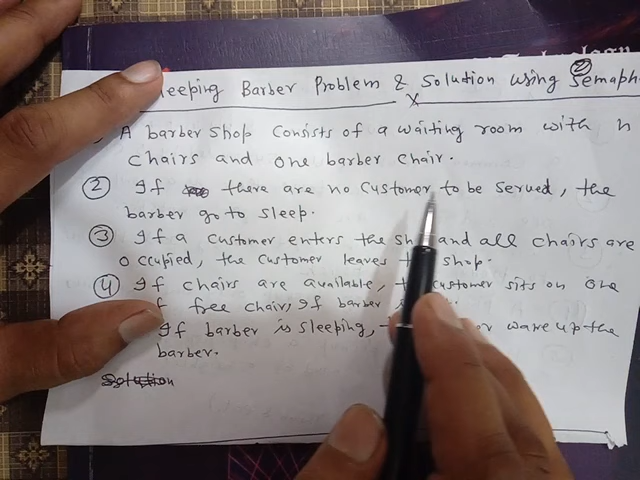 leeping Barber Problem & Solution using Semaph
②
A barber shop consists of a waiting room with n
chairs and one barber chair.
② If there are no customer, to be served, the
barber go to sleep.
③ If a customer enters the sh and all chairs are
occupied, the customer leaves shop.
④ If chairs are available, customer sits on one
f free chair, If barber
If barber is sleeping, or wake up the
barber.
Solution